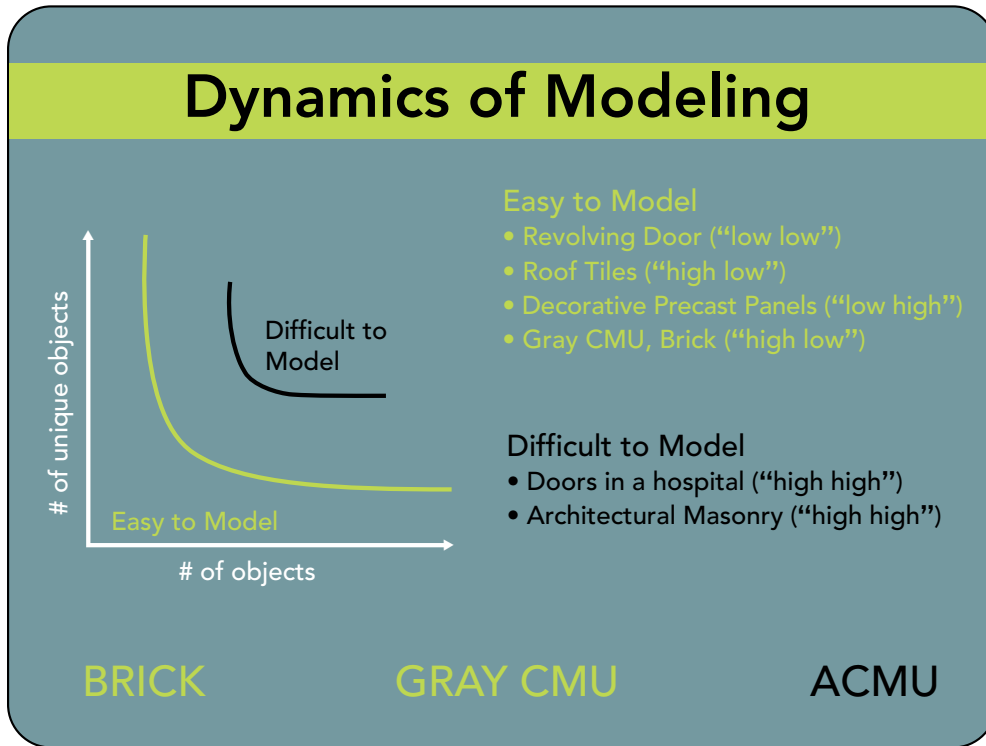 Dynamics of Modeling
# of unique objects
Difficult to
Model
Easy to Model
# of objects
Easy to Model
• Revolving Door (“low low”)
• Roof Tiles (“high low”)
• Decorative Precast Panels (“low high”)
• Gray CMU, Brick (“high low”)
Difficult to Model
• Doors in a hospital (“high high”)
• Architectural Masonry (“high high”)
BRICK
GRAY CMU
ACMU